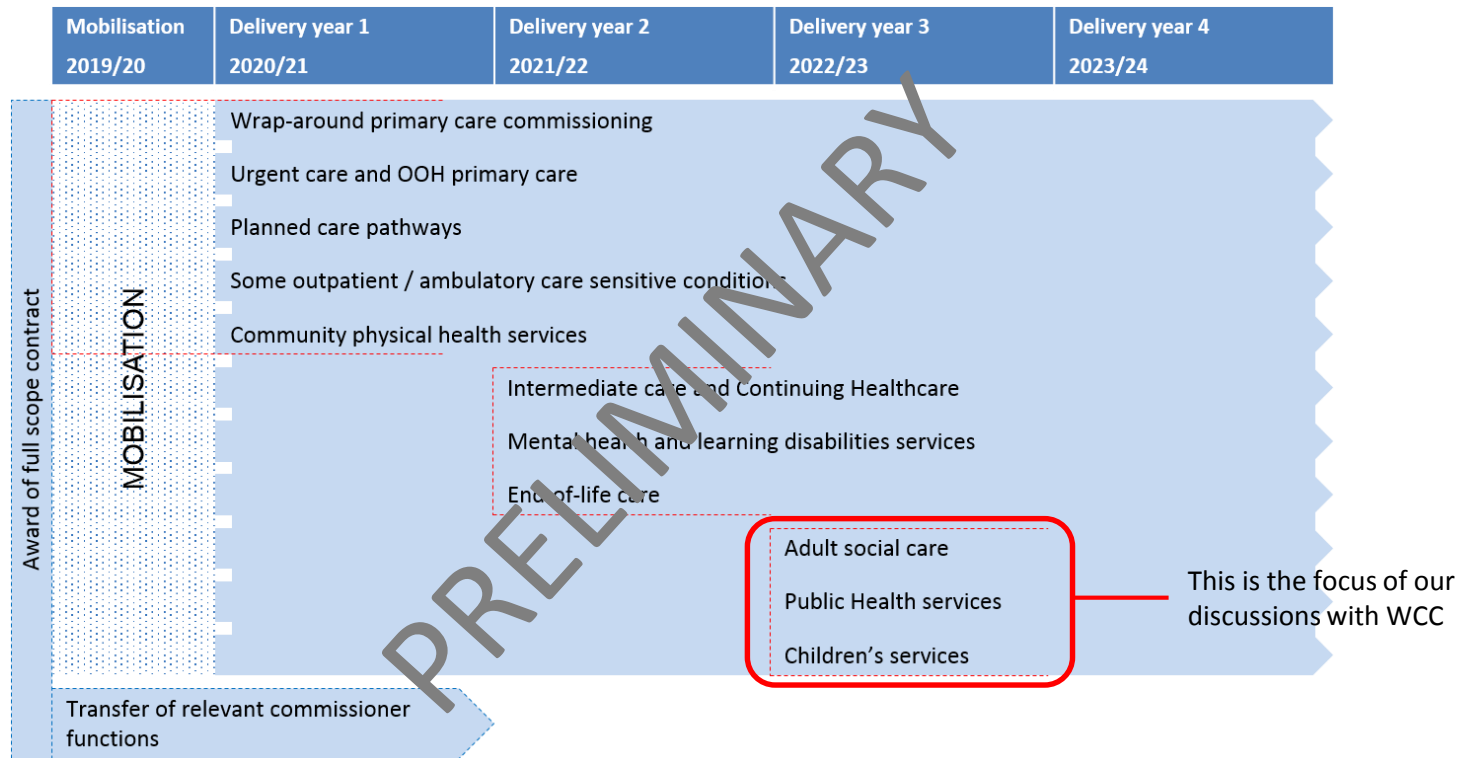 Mobilisation
2019/20
Delivery year 1
2020/21
Delivery year 2
2021/22
Delivery year 3
2022/23
Delivery year 4
2023/24
Award of full scope contract
MOBILISATION
Wrap-around primary care commissioning
Urgent care and OOH primary care
Planned care pathways
Some outpatient / ambulatory care sensitive conditions
Community physical health services
Intermediate care and Continuing Healthcare
Mental health and learning disabilities services
End-of-life care
Adult social care
Public Health services
Children's services
This is the focus of our
discussions with WCC
Transfer of relevant commissioner
functions
PRELIMINARY